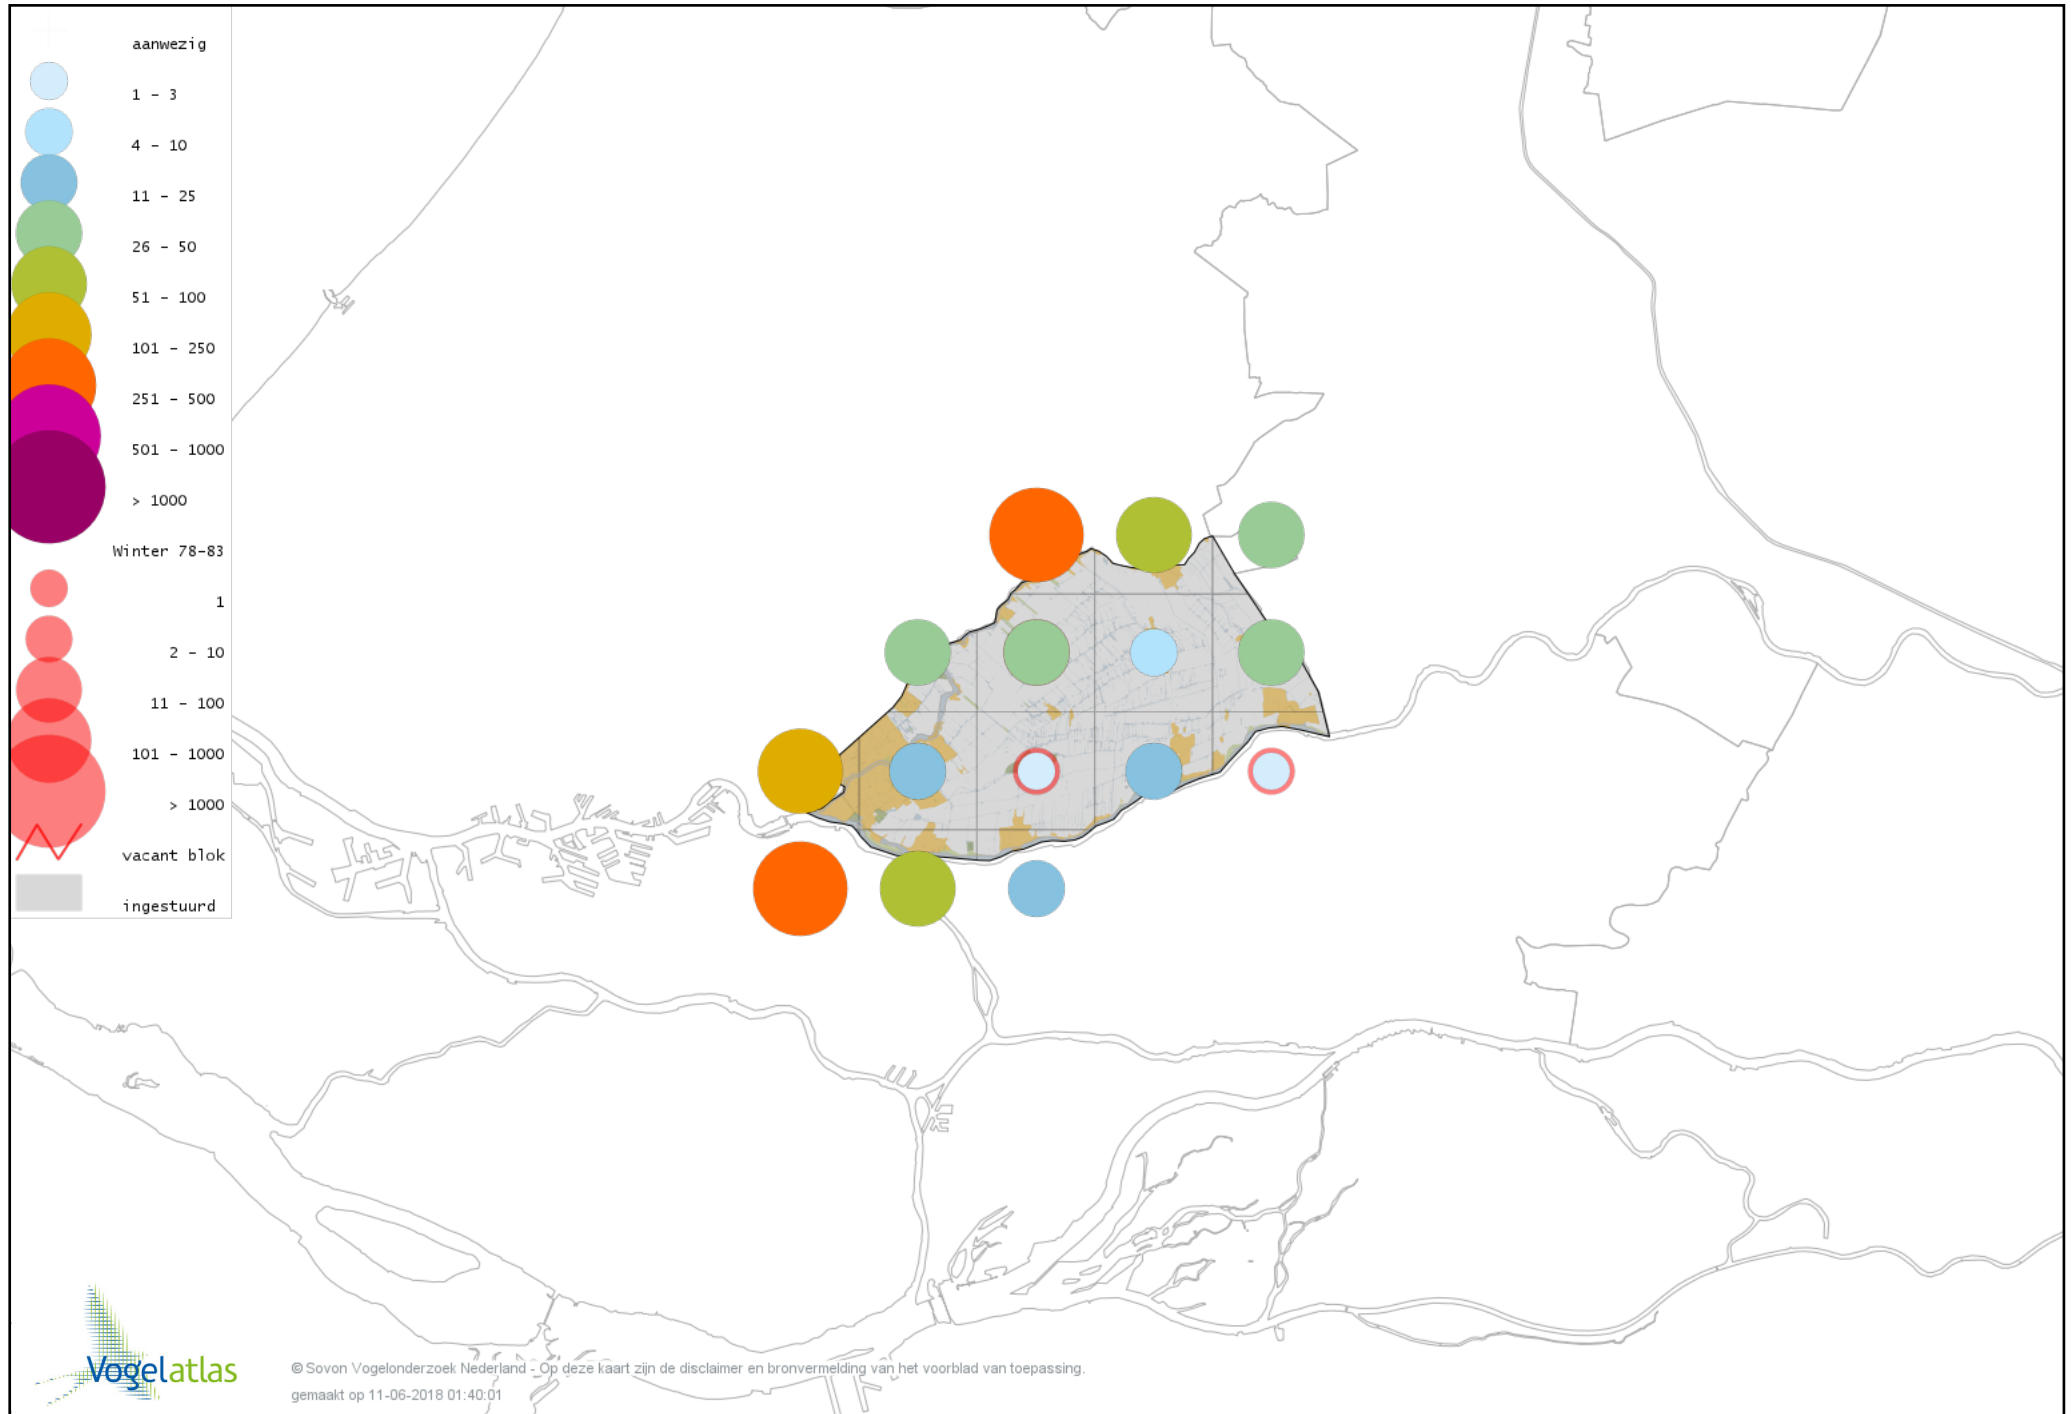 aanwezig
1 - 3
4 - 10
11 - 25
26 - 50
51 - 100
101 - 250
251 - 500
501 - 1000
> 1000
Winter 78-83
1
2 - 10
11 - 100
101 - 1000
> 1000
vacant blok
ingestuurd
Vogelatlas
© Sovon Vogelonderzoek Nederland - Op deze kaart zijn de disclaimer en bronvermelding van het voorblad van toepassing.
gemaakt op 11-06-2018 01:40:01